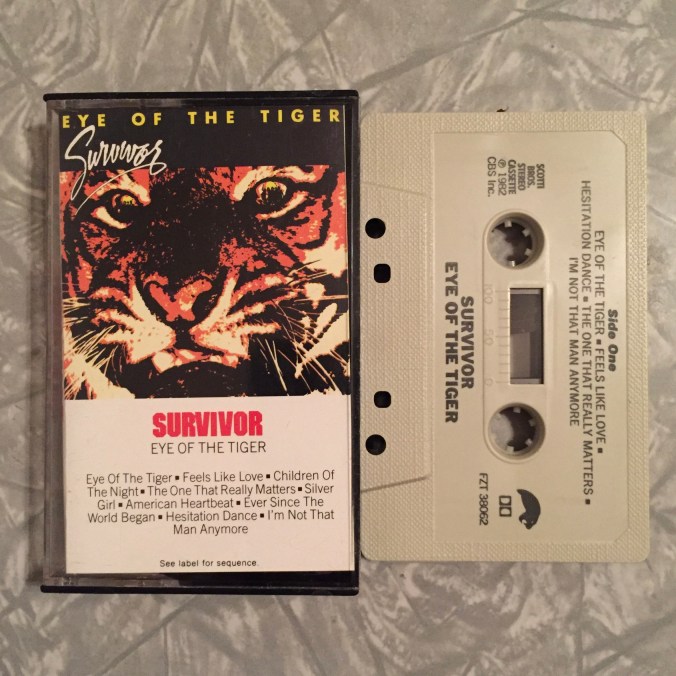 EYE OF THE TIGER
Survivor
SURVIVOR
EYE OF THE TIGER
Eye Of The Tiger ▪ Feels Like Love ▪ Children Of
The Night ▪ The One That Really Matters ▪ Silver
Girl ▪ American Heartbeat ▪ Ever Since The
World Began ▪ Hesitation Dance ▪ I'm Not That
Man Anymore
See label for sequence.
SCOTTI
BROS.
STEREO
CASSETTE
℗ 1982
CBS Inc.
Side One
EYE OF THE TIGER ▪ FEELS LIKE LOVE ▪
HESITATION DANCE ▪ THE ONE THAT REALLY MATTERS ▪
I'M NOT THAT MAN ANYMORE
SURVIVOR
EYE OF THE TIGER
100 50 0
FZT 38062